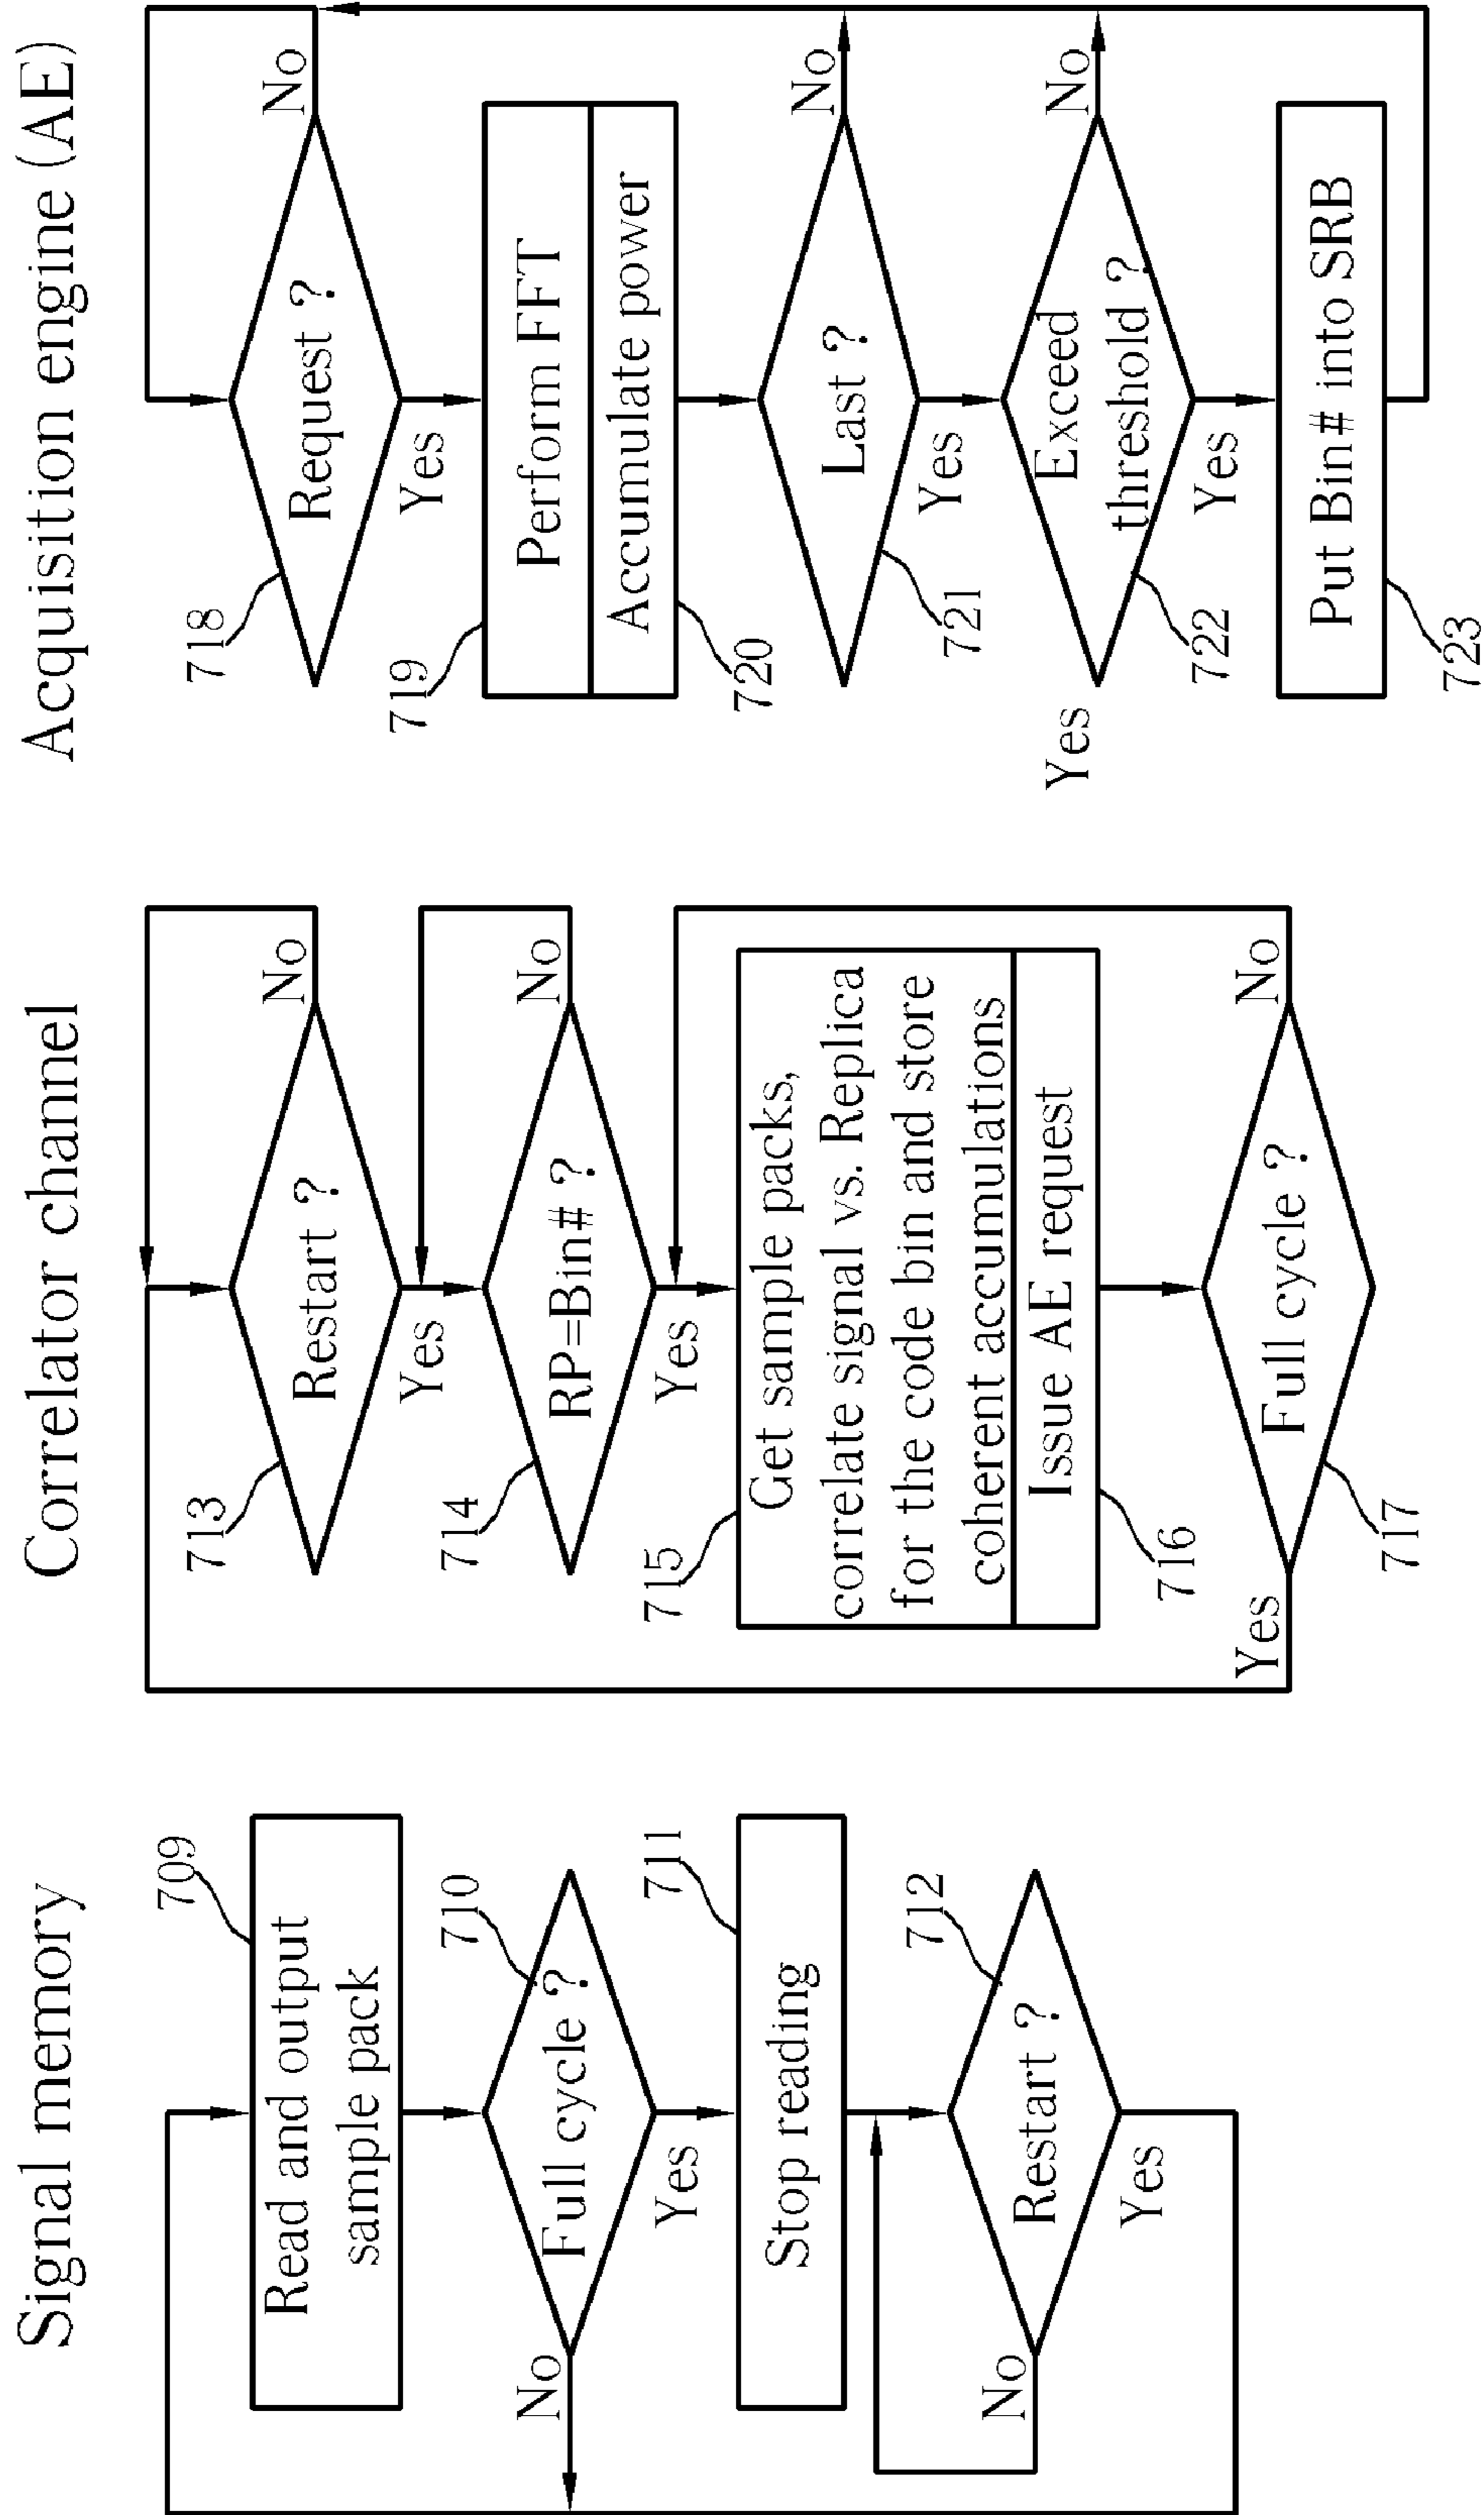 Signal memory
709
Read and output
sample pack
710
Full cycle ?
No
Yes
711
Stop reading
712
Restart ?
No
Yes
Correlator channel
713
Restart ?
No
Yes
714
RP=Bin# ?
No
Yes
715
Get sample packs,
correlate signal vs. Replica
for the code bin and store
coherent accumulations
Issue AE request
716
Full cycle ?
No
Yes
717
Acquisition engine (AE)
718
Request ?
No
Yes
719
Perform FFT
Accumulate power
720
Last ?
No
Yes
721
Exceed
threshold ?
No
Yes
Yes
722
Put Bin# into SRB
723